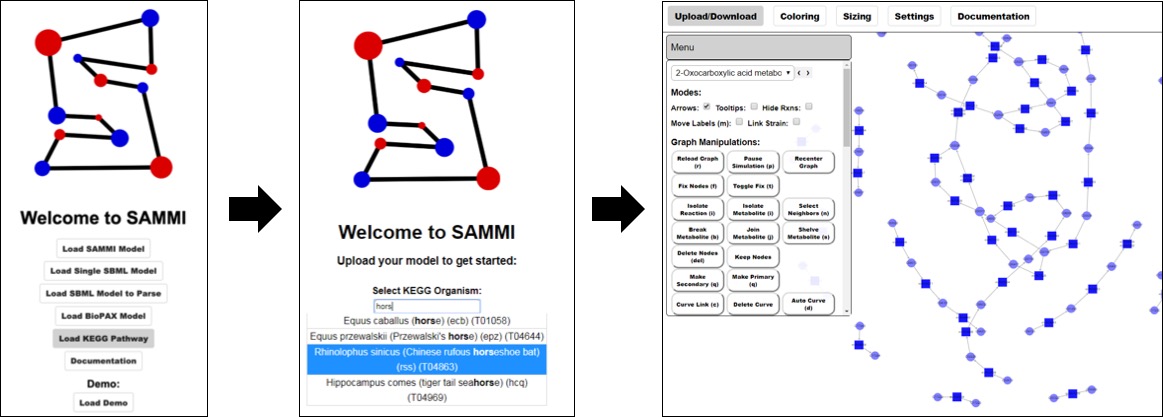 Welcome to SAMMI
Load SAMMI Model
Load Single SBML Model
Load SBML Model to Parse
Load BioPAX Model
Load KEGG Pathway
Documentation
Demo:
Load Demo
Welcome to SAMMI
Upload your model to get started:
Select KEGG Organism:
hors
Equus caballus (horse) (ecb) (T01058)
Equus przewalskii (Przewalski's horse) (epz) (T04644)
Rhinolophus sinicus (Chinese rufous horseshoe bat)
(rss) (T04863)
Hippocampus comes (tiger tail seahorse) (hcq)
(T04969)
Upload/Download Coloring Sizing Settings Documentation
Menu
2-Oxocarboxylic acid metabo
Modes:
Arrows: Tooltips: Hide Rxns:
Move Labels (m): Link Strain:
Graph Manipulations:
Reload Graph (r)
Pause Simulation (p)
Recenter Graph
Fix Nodes (f)
Toggle Fix (t)
Isolate Reaction (i)
Isolate Metabolite (i)
Select Neighbors (n)
Break Metabolite (b)
Join Metabolite (j)
Shelve Metabolite (s)
Delete Nodes (del)
Keep Nodes
Make Secondary (q)
Make Primary (q)
Curve Link (c)
Delete Curve
Auto Curve (d)